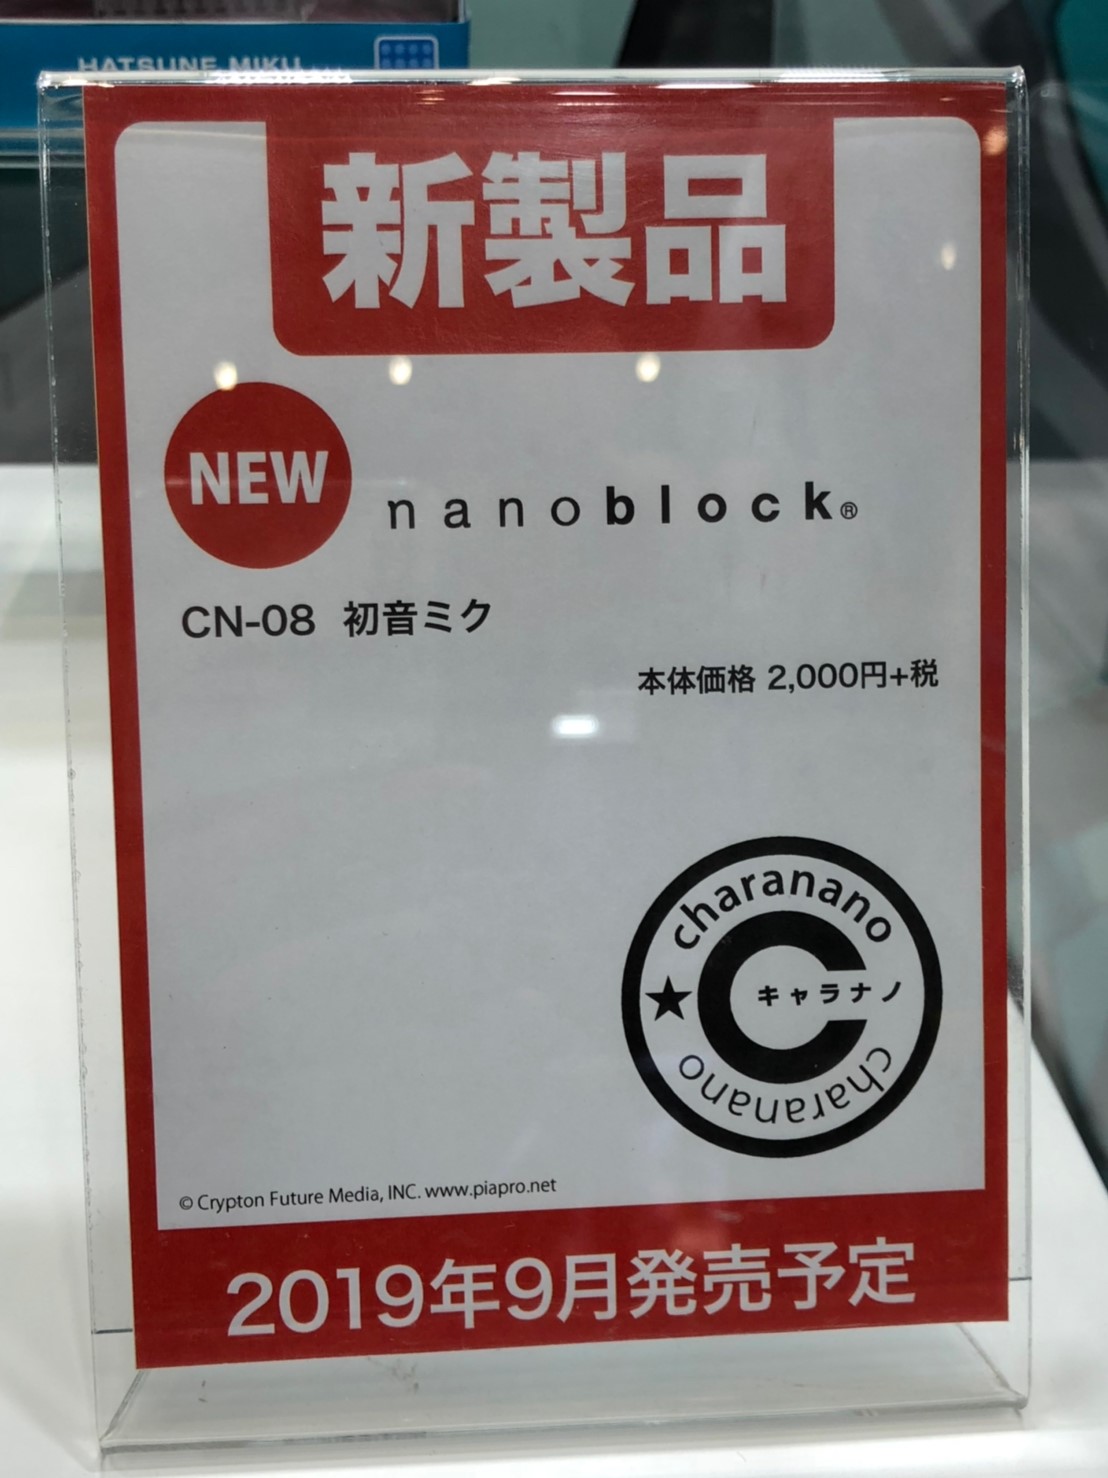 HATSUNE MIKU
新製品
NEW
nanoblock®
CN-08 初音ミク
本体価格 2,000円+税
charanano
キャラナノ
charanano
© Crypton Future Media, INC. www.piapro.net
2019年9月発売予定